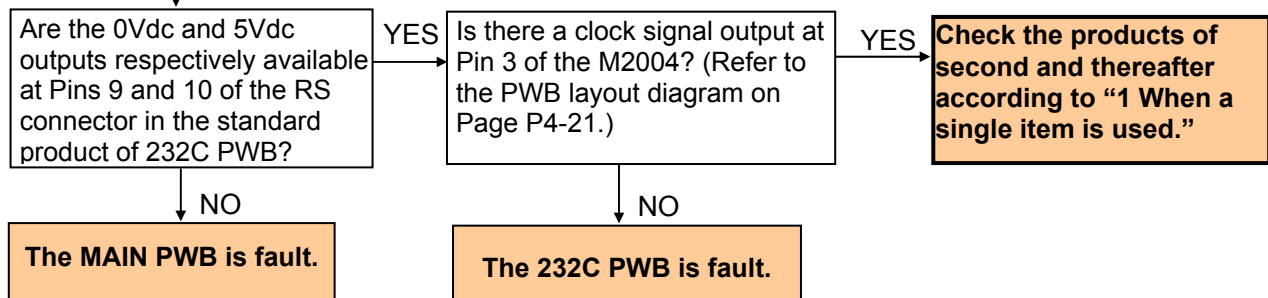 Are the 0Vdc and 5Vdc
outputs respectively available
at Pins 9 and 10 of the RS
connector in the standard
product of 232C PWB?
YES
Is there a clock signal output at
Pin 3 of the M2004? (Refer to
the PWB layout diagram on
Page P4-21.)
YES
Check the products of
second and thereafter
according to “1 When a
single item is used.”
NO
NO
The MAIN PWB is fault.
The 232C PWB is fault.